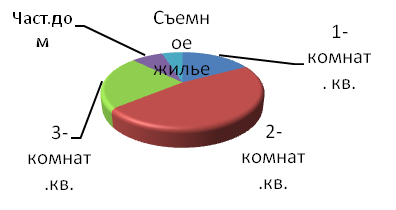 Част.до
м
Съемн
ое
жилье
1-
комнат
. кв.
3-
комнат
.кв.
2-
комнат
.кв.